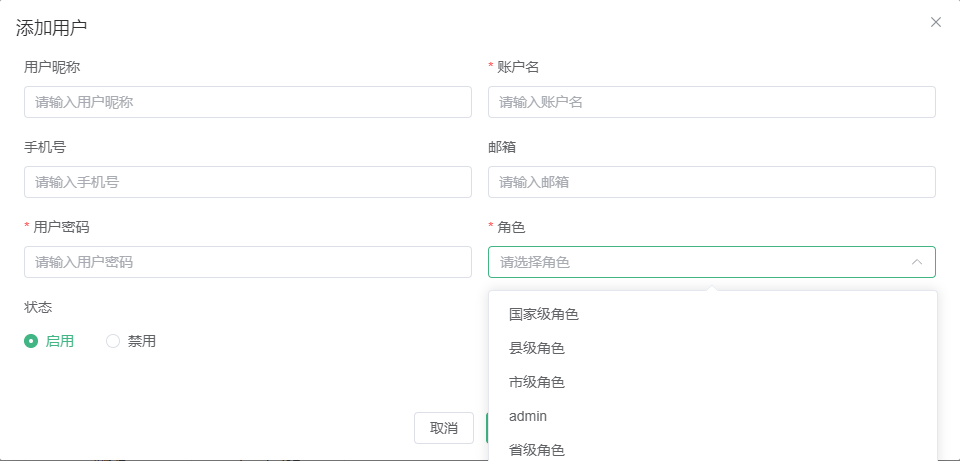 添加用户
用户昵称
* 账户名
请输入用户昵称
请输入账户名
手机号
邮箱
请输入手机号
请输入邮箱
* 用户密码
* 角色
请输入用户密码
请选择角色
状态
启用
禁用
国家级角色
县级角色
市级角色
admin
省级角色
取消